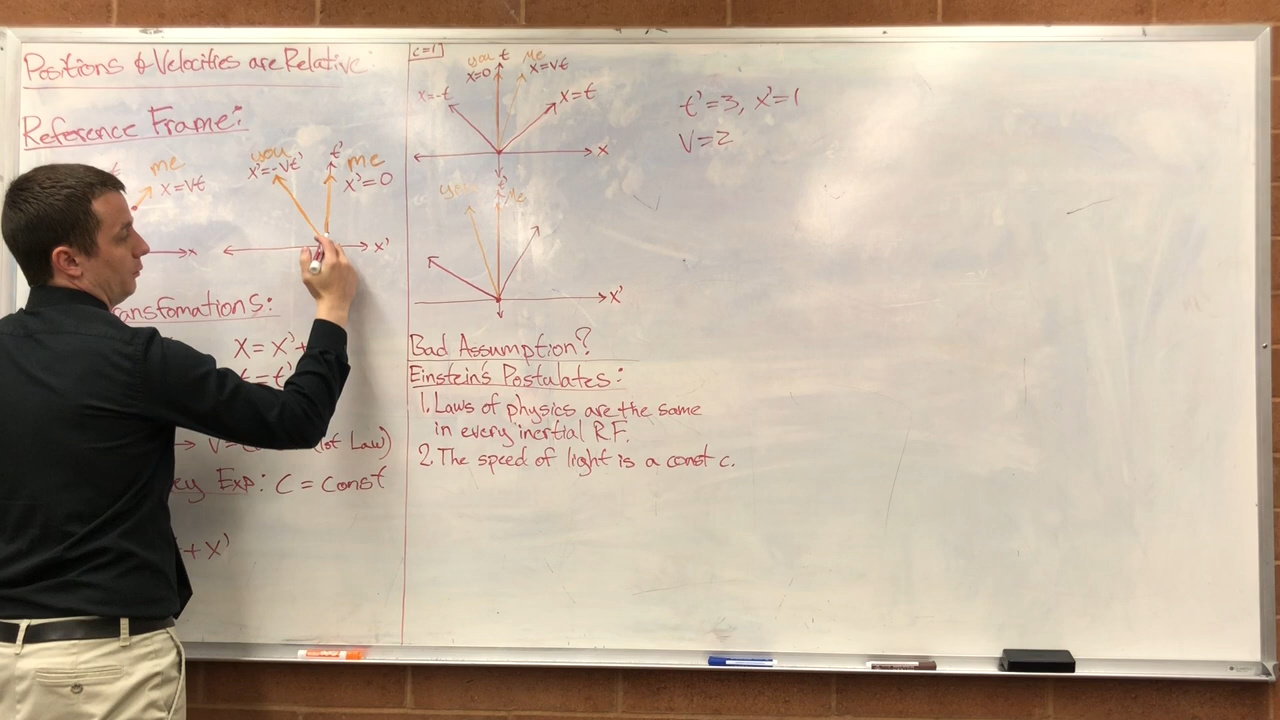 Positions & Velocities are Relative:
Reference Frame:
me
x=vt
x
you
x'=-vt'
t'
me
x'=0
x'
ansfomations:
X=X'+
t=t'
(1st Law)
ey Exp: C = Const
+X'
c=1
you t me
x=0 x=vt
x=-t
x=t
x
you
t'
me
x'
Bad Assumption?
Einstein's Postulates:
1. Laws of physics are the same
in every inertial R.F.
2. The speed of light is a const c.
t'=3, x'=1
V=2